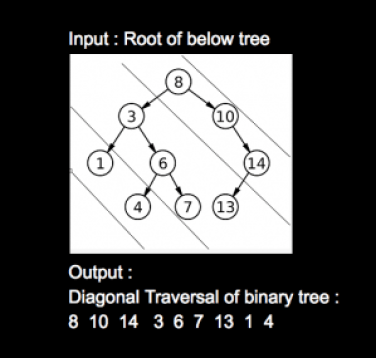 Input : Root of below tree
8
3 10
1 6 14
4 7 13
Output :
Diagonal Traversal of binary tree :
8 10 14 3 6 7 13 1 4